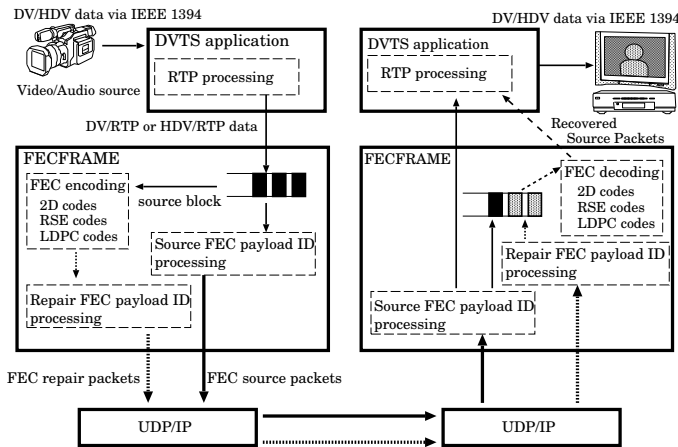 DV/HDV data via IEEE 1394
DVTS application
RTP processing
Video/Audio source
DV/RTP or HDV/RTP data
FECFRAME
FEC encoding
2D codes
RSE codes
LDPC codes
source block
Source FEC payload ID
processing
Repair FEC payload ID
processing
FEC repair packets
FEC source packets
UDP/IP
DV/HDV data via IEEE 1394
DVTS application
RTP processing
Recovered
Source Packets
FECFRAME
FEC decoding
2D codes
RSE codes
LDPC codes
Repair FEC payload ID
processing
Source FEC payload ID
processing
UDP/IP